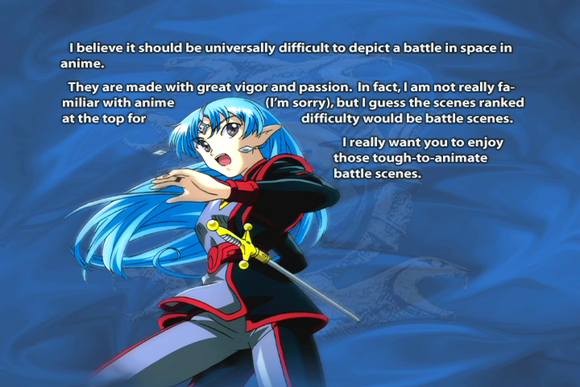 I believe it should be universally difficult to depict a battle in space in
anime.
They are made with great vigor and passion. In fact, I am not really fa-
miliar with anime (I'm sorry), but I guess the scenes ranked
at the top for difficulty would be battle scenes.
I really want you to enjoy
those tough-to-animate
battle scenes.